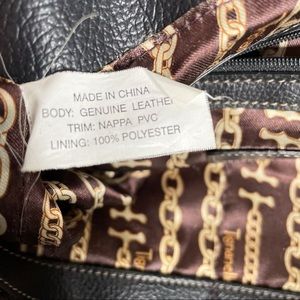 MADE IN CHINA
BODY: GENUINE LEATHER
TRIM: NAPPA PVC
LINING: 100% POLYESTER